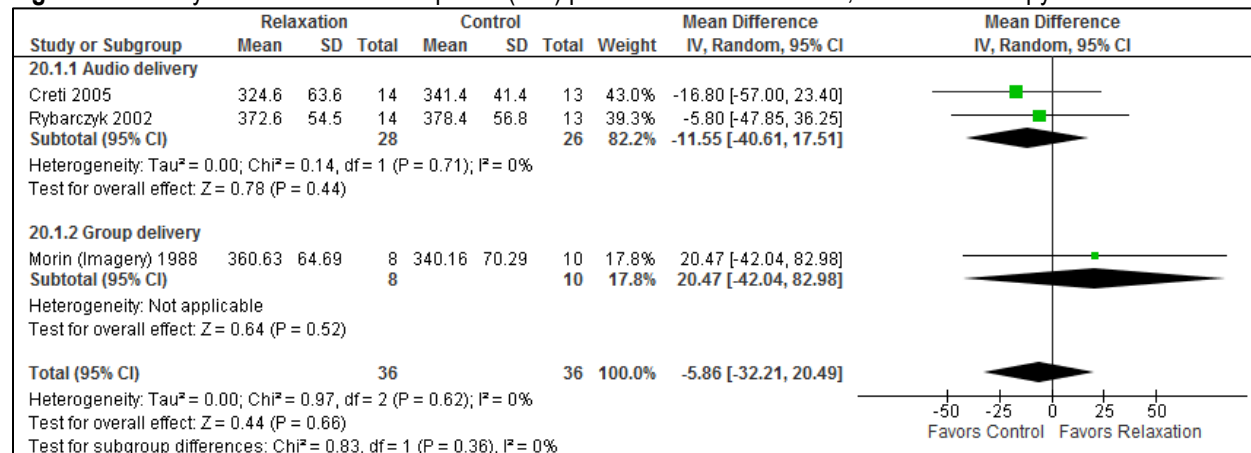 Relaxation Control Mean Difference Mean Difference
Study or Subgroup Mean SD Total Mean SD Total Weight IV, Random, 95% CI IV, Random, 95% CI
20.1.1 Audio delivery
Creti 2005 324.6 63.6 14 341.4 41.4 13 43.0% -16.80 [-57.00, 23.40]
Rybarczyk 2002 372.6 54.5 14 378.4 56.8 13 39.3% -5.80 [-47.85, 36.25]
Subtotal (95% CI) 28 26 82.2% -11.55 [-40.61, 17.51]
Heterogeneity: Tau² = 0.00; Chi² = 0.14, df = 1 (P = 0.71); I² = 0%
Test for overall effect: Z = 0.78 (P = 0.44)
20.1.2 Group delivery
Morin (Imagery) 1988 360.63 64.69 8 340.16 70.29 10 17.8% 20.47 [-42.04, 82.98]
Subtotal (95% CI) 8 10 17.8% 20.47 [-42.04, 82.98]
Heterogeneity: Not applicable
Test for overall effect: Z = 0.64 (P = 0.52)
Total (95% CI) 36 36 100.0% -5.86 [-32.21, 20.49]
Heterogeneity: Tau² = 0.00; Chi² = 0.97, df = 2 (P = 0.62); I² = 0%
Test for overall effect: Z = 0.44 (P = 0.66)
Test for subgroup differences: Chi² = 0.83, df = 1 (P = 0.36), I² = 0%
-50 -25 0 25 50
Favors Control Favors Relaxation